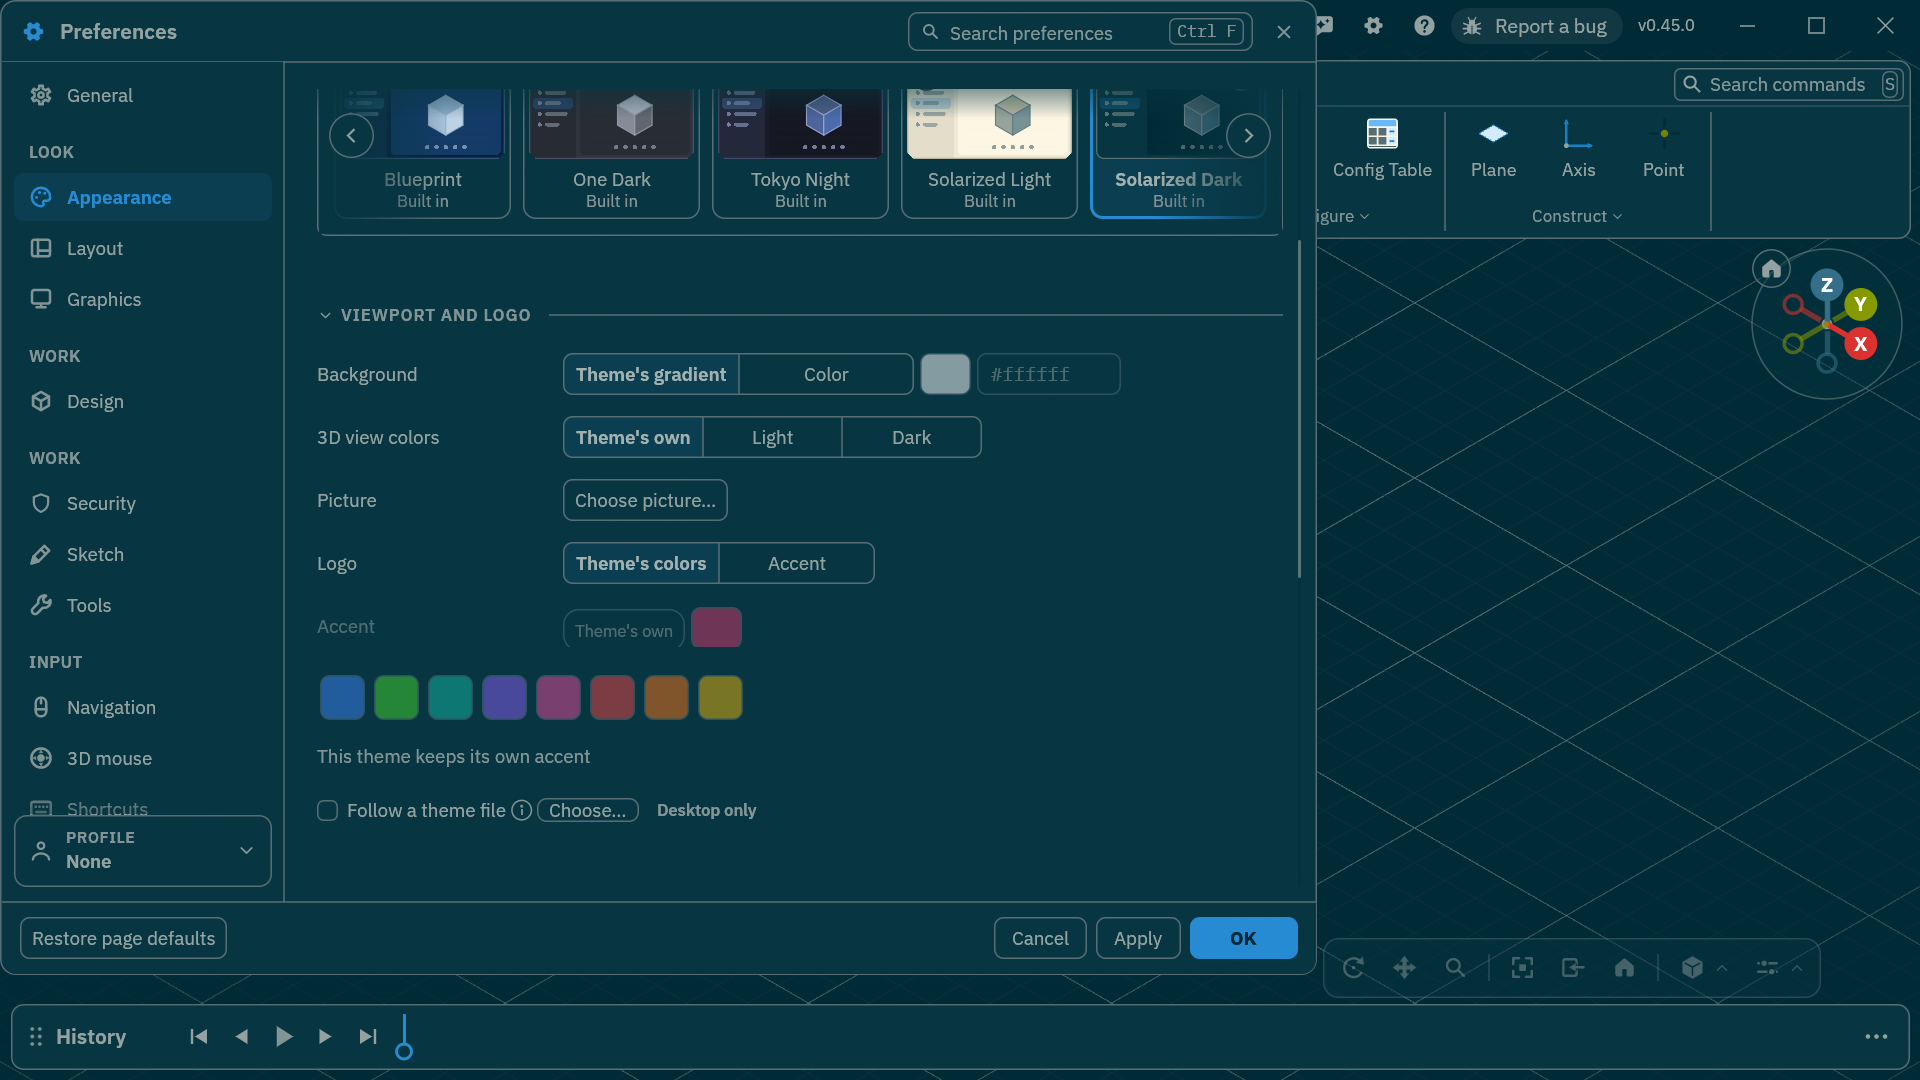 Preferences
Search preferences
Ctrl F
Report a bug
v0.45.0
General
LOOK
Appearance
Layout
Graphics
WORK
Design
WORK
Security
Sketch
Tools
INPUT
Navigation
3D mouse
Shortcuts
PROFILE
None
Blueprint
Built in
One Dark
Built in
Tokyo Night
Built in
Solarized Light
Built in
Solarized Dark
Built in
VIEWPORT AND LOGO
Background
Theme's gradient
Color
#ffffff
3D view colors
Theme's own
Light
Dark
Picture
Choose picture...
Logo
Theme's colors
Accent
Accent
Theme's own
This theme keeps its own accent
Follow a theme file
Choose...
Desktop only
Restore page defaults
Cancel
Apply
OK
Search commands
S
Config Table
Plane
Axis
Point
igure
Construct
Z
Y
X
History